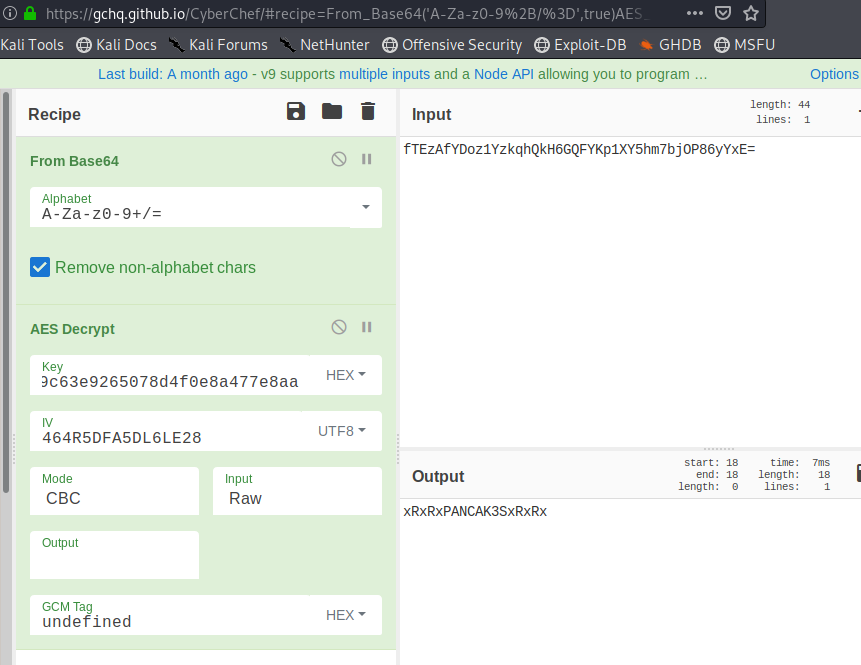 https://gchq.github.io/CyberChef/#recipe=From_Base64('A-Za-z0-9%2B/%3D',true)AES_
Kali Tools Kali Docs Kali Forums NetHunter Offensive Security Exploit-DB GHDB MSFU
Last build: A month ago - v9 supports multiple inputs and a Node API allowing you to program … Options
Recipe
From Base64
Alphabet
A-Za-z0-9+/=
Remove non-alphabet chars
AES Decrypt
Key
9c63e9265078d4f0e8a477e8aa HEX
IV
464R5DFA5DL6LE28 UTF8
Mode
CBC
Input
Raw
Output
GCM Tag
undefined HEX
Input
length: 44
lines: 1
fTEzAfYDoz1YzkqhQkH6GQFYKp1XY5hm7bjOP86yYxE=
Output
start: 18 time: 7ms
end: 18 length: 18
length: 0 lines: 1
xRxRxPANCAK3SxRxRx